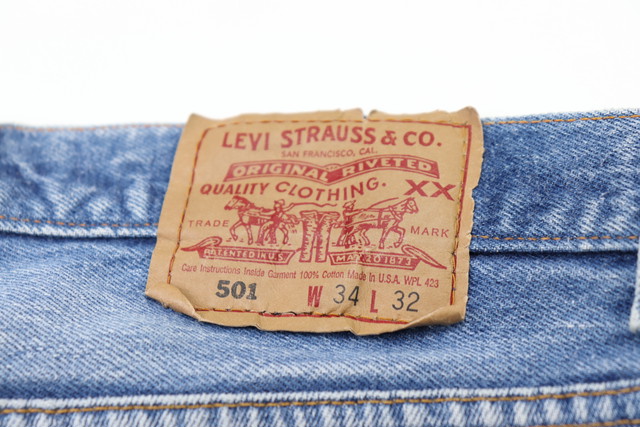 LEVI STRAUSS & CO.
SAN FRANCISCO, CAL.
ORIGINAL RIVETED
QUALITY CLOTHING. XX
TRADE MARK
PATENTED IN U.S. MAY 20 1873
Care Instructions Inside Garment 100% Cotton Made In U.S.A. WPL 423
501 W 34 L 32